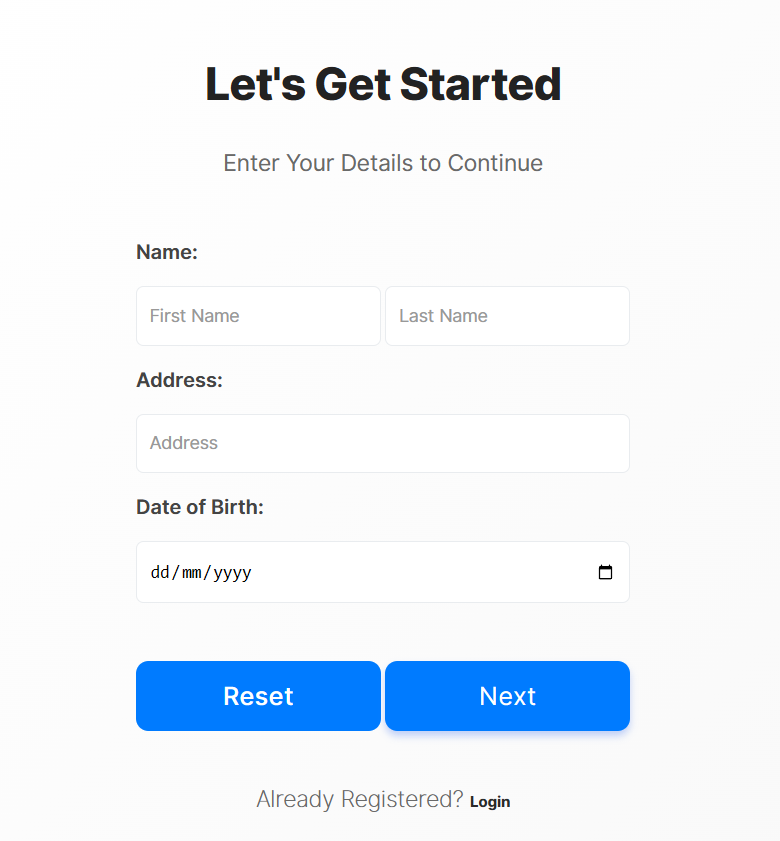 Let's Get Started
Enter Your Details to Continue
Name:
First Name Last Name
Address:
Address
Date of Birth:
dd/mm/yyyy
Reset Next
Already Registered? Login